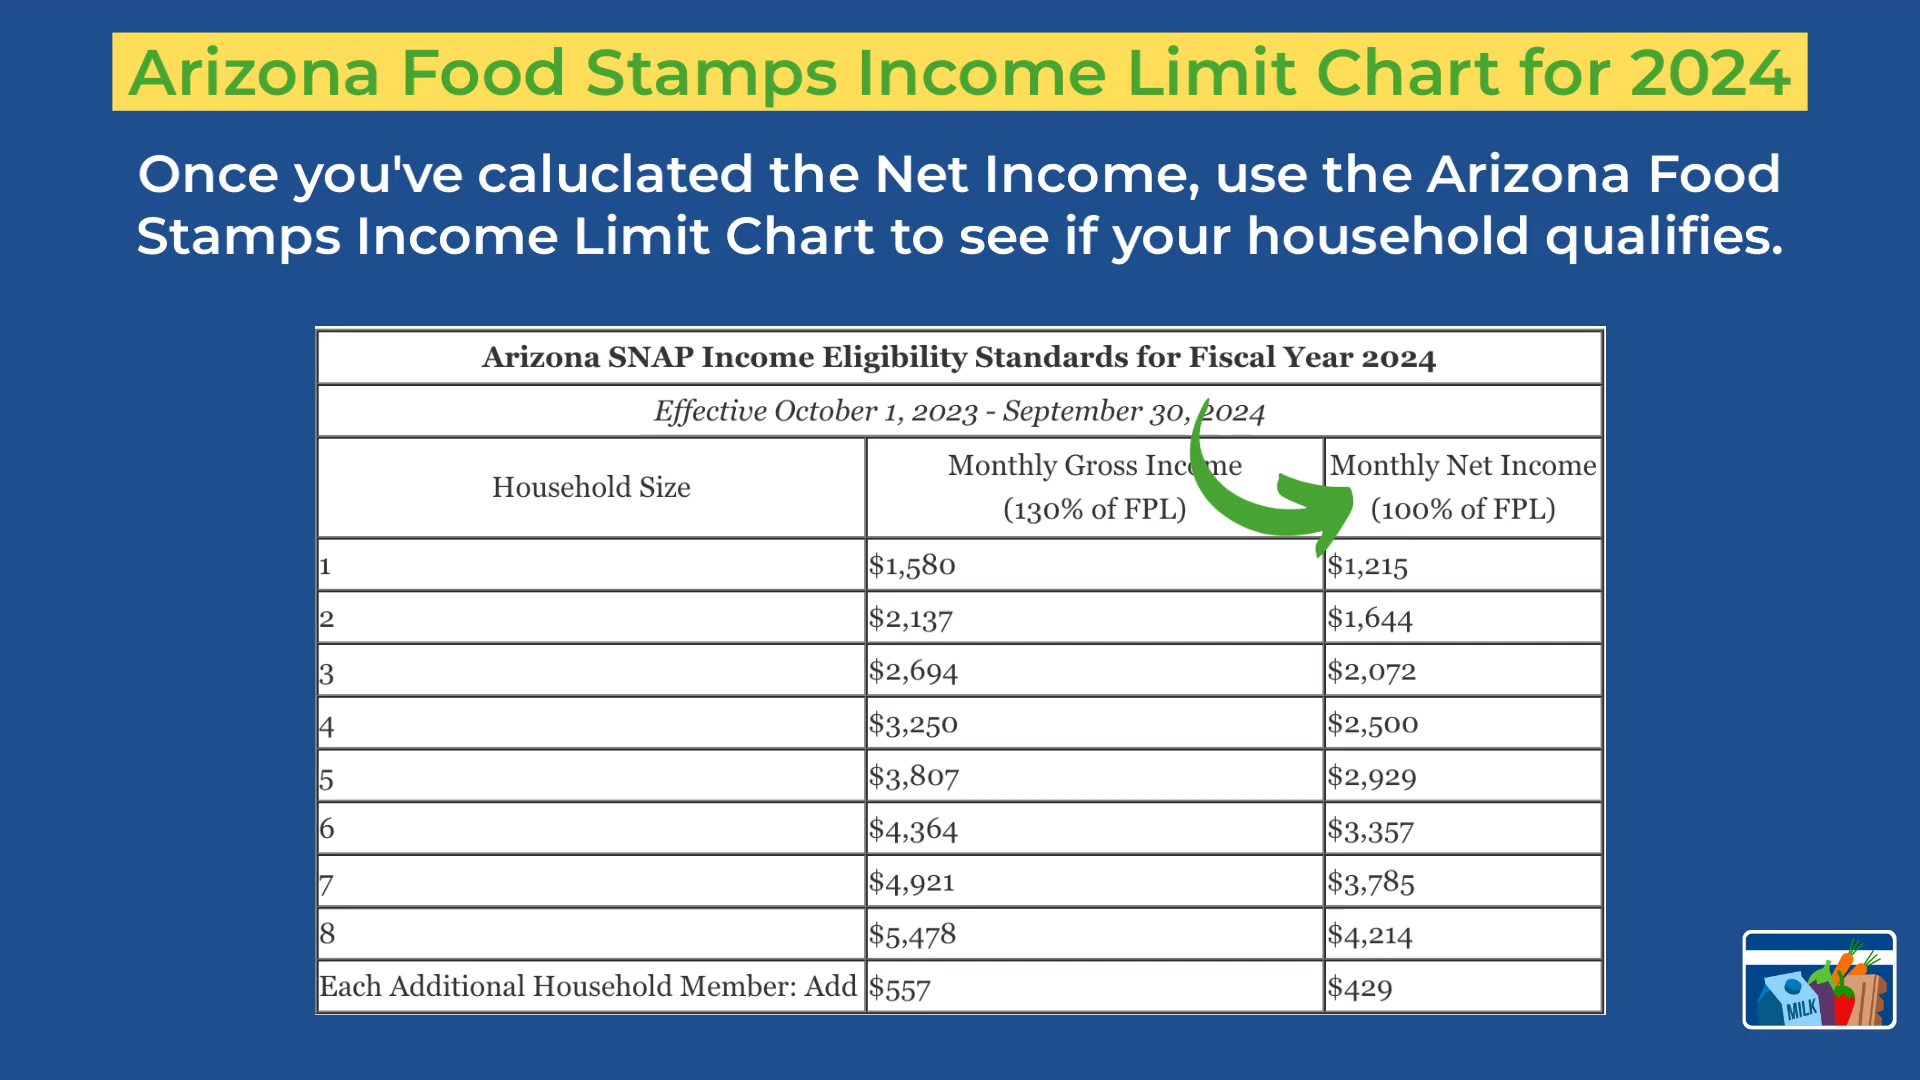 Arizona Food Stamps Income Limit Chart for 2024
Once you've caluclated the Net Income, use the Arizona Food
Stamps Income Limit Chart to see if your household qualifies.
Arizona SNAP Income Eligibility Standards for Fiscal Year 2024
Effective October 1, 2023 - September 30, 2024
Household Size
Monthly Gross Income
(130% of FPL)
Monthly Net Income
(100% of FPL)
1 $1,580 $1,215
2 $2,137 $1,644
3 $2,694 $2,072
4 $3,250 $2,500
5 $3,807 $2,929
6 $4,364 $3,357
7 $4,921 $3,785
8 $5,478 $4,214
Each Additional Household Member: Add $557 $429
MILK